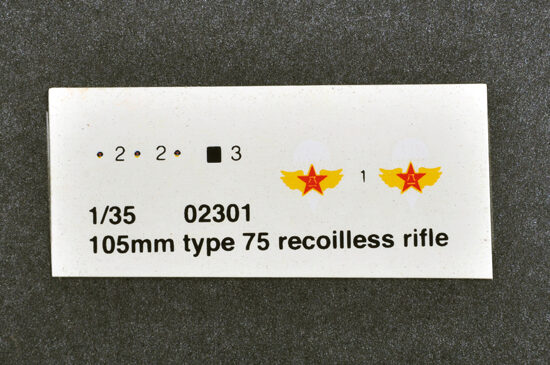 2 2 3
1
1/35 02301
105mm type 75 recoilless rifle